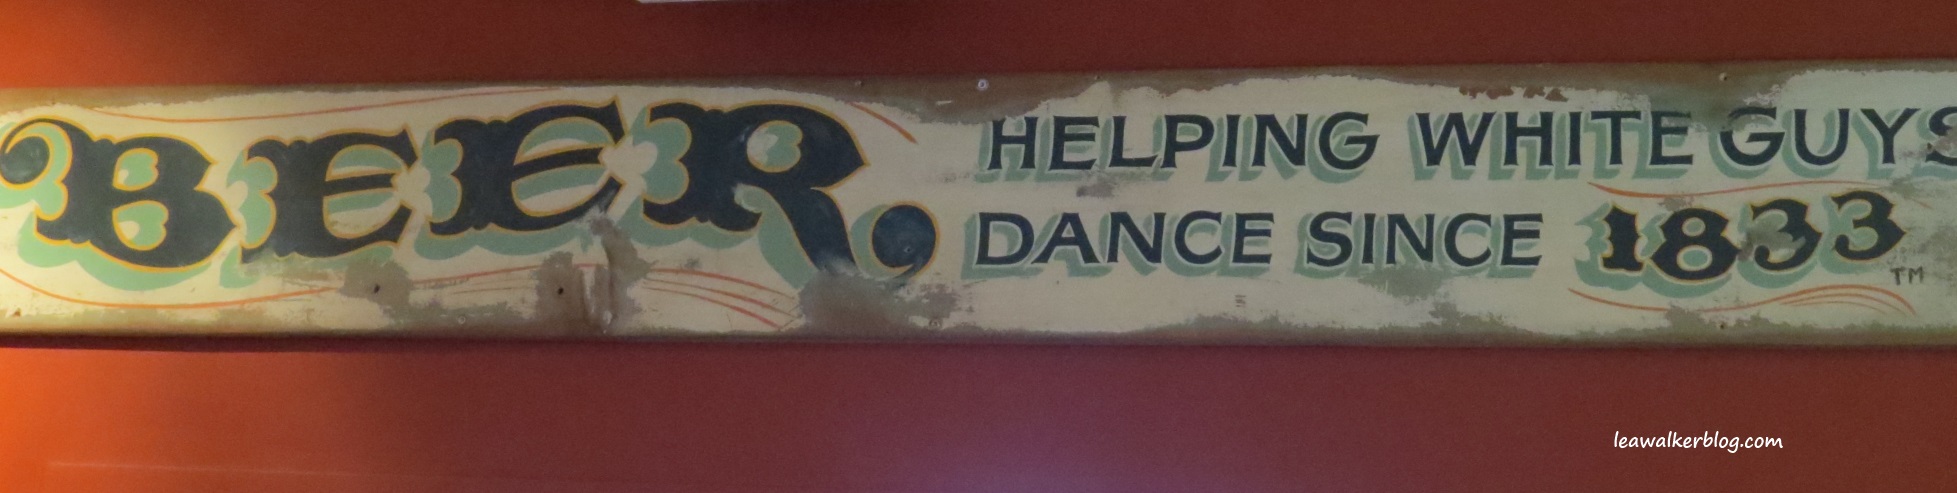 BEER, HELPING WHITE GUYS
DANCE SINCE 1833 TM
leawalkerblog.com